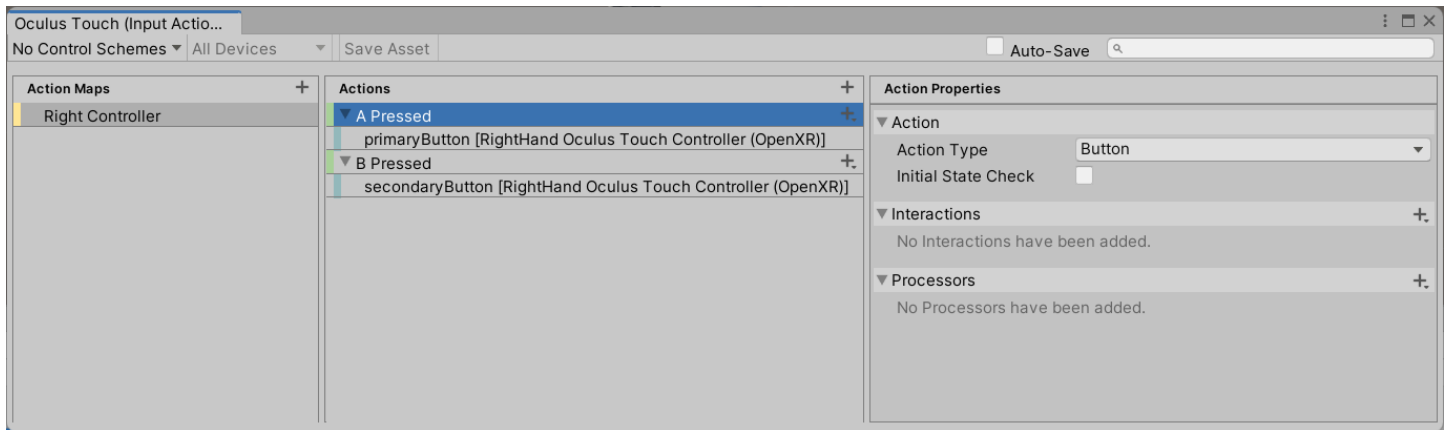 Oculus Touch (Input Actio...
No Control Schemes All Devices Save Asset Auto-Save
Action Maps
Right Controller
Actions
A Pressed
primaryButton [RightHand Oculus Touch Controller (OpenXR)]
B Pressed
secondaryButton [RightHand Oculus Touch Controller (OpenXR)]
Action Properties
Action
Action Type Button
Initial State Check
Interactions
No Interactions have been added.
Processors
No Processors have been added.